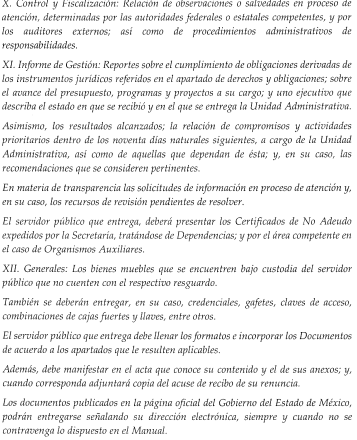 X. Control y Fiscalización: Relación de observaciones o salvedades en proceso de
atención, determinadas por las autoridades federales o estatales competentes, y por
los auditores externos; así como de procedimientos administrativos de
responsabilidades.
XI. Informe de Gestión: Reportes sobre el cumplimiento de obligaciones derivadas de
los instrumentos jurídicos referidos en el apartado de derechos y obligaciones; sobre
el avance del presupuesto, programas y proyectos a su cargo; y uno ejecutivo que
describa el estado en que se recibió y en el que se entrega la Unidad Administrativa.
Asimismo, los resultados alcanzados; la relación de compromisos y actividades
prioritarios dentro de los noventa días naturales siguientes, a cargo de la Unidad
Administrativa, así como de aquellas que dependan de ésta; y, en su caso, las
recomendaciones que se consideren pertinentes.
En materia de transparencia las solicitudes de información en proceso de atención y,
en su caso, los recursos de revisión pendientes de resolver.
El servidor público que entrega, deberá presentar los Certificados de No Adeudo
expedidos por la Secretaría, tratándose de Dependencias; y por el área competente en
el caso de Organismos Auxiliares.
XII. Generales: Los bienes muebles que se encuentren bajo custodia del servidor
público que no cuenten con el respectivo resguardo.
También se deberán entregar, en su caso, credenciales, gafetes, claves de acceso,
combinaciones de cajas fuertes y llaves, entre otros.
El servidor público que entrega debe llenar los formatos e incorporar los Documentos
de acuerdo a los apartados que le resulten aplicables.
Además, debe manifestar en el acta que conoce su contenido y el de sus anexos; y,
cuando corresponda adjuntará copia del acuse de recibo de su renuncia.
Los documentos publicados en la página oficial del Gobierno del Estado de México,
podrán entregarse señalando su dirección electrónica, siempre y cuando no se
contravenga lo dispuesto en el Manual.